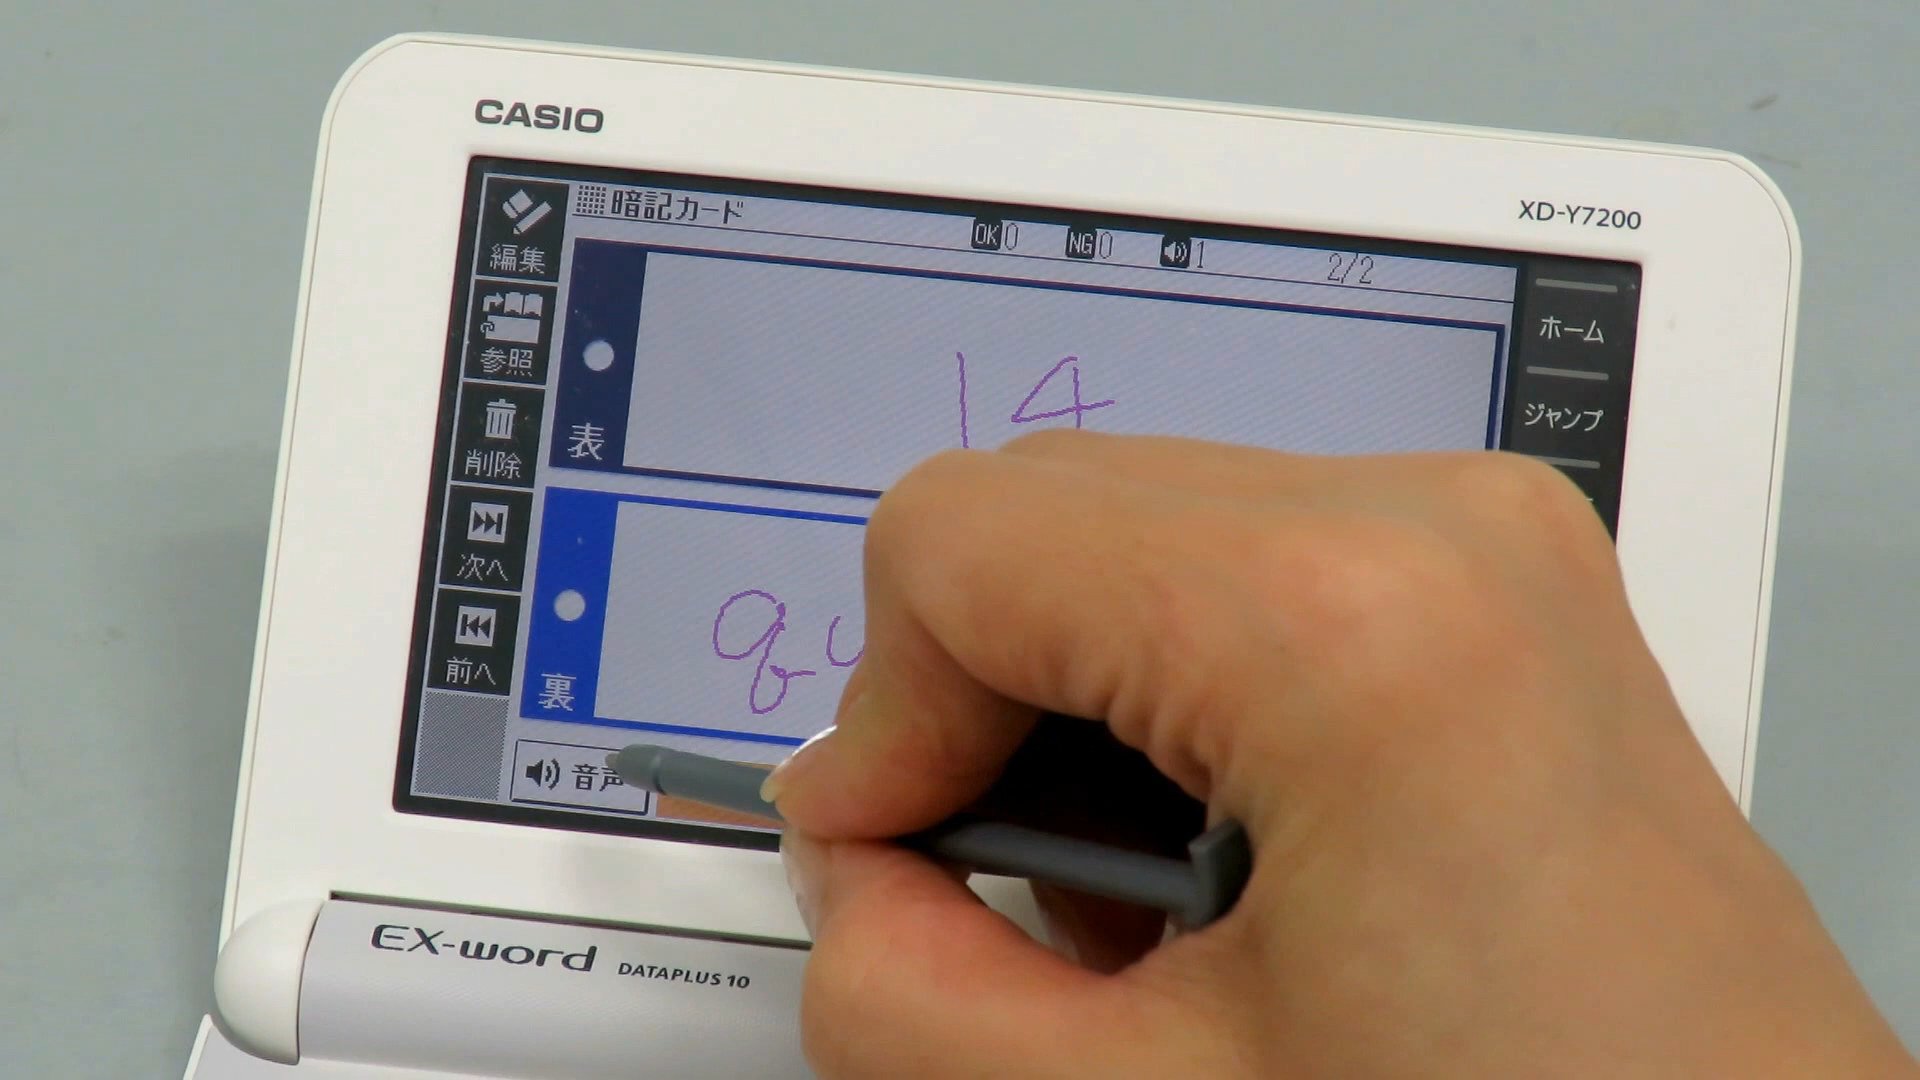 CASIO
XD-Y7200
暗記カード
OK 0 NG 0 1 2/2
編集
参照
削除
次へ
前へ
表
14
裏
qu
音声
ホーム
ジャンプ
EX-word DATAPLUS 10